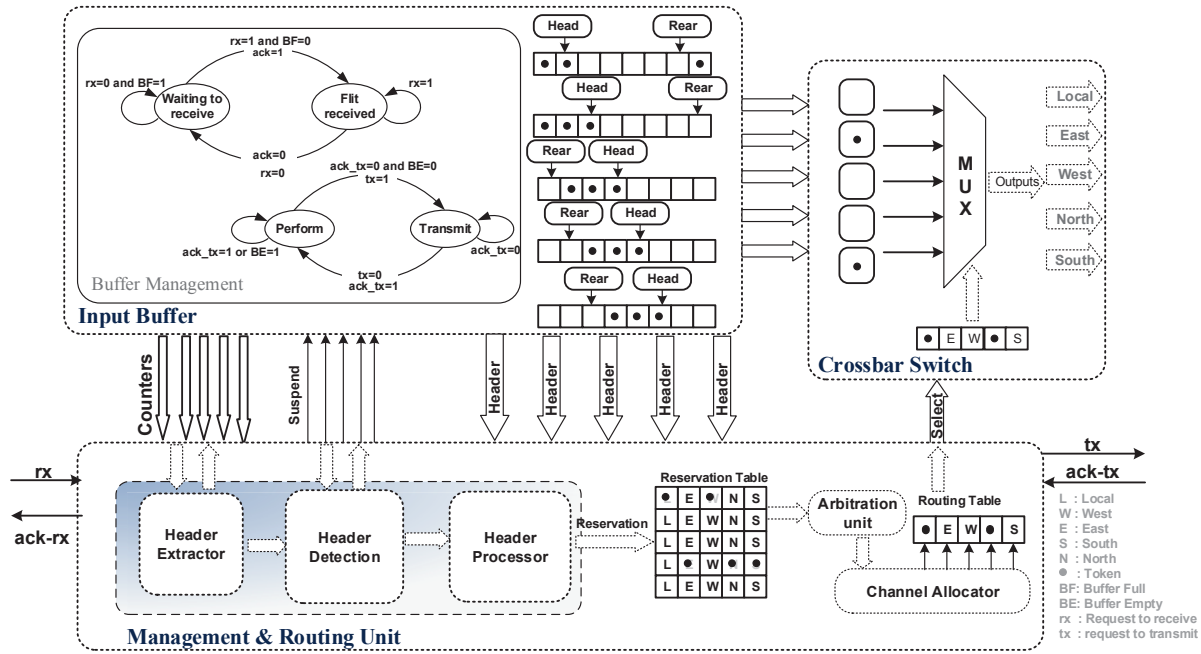 rx=1 and BF=0
ack=1
rx=0 and BF=1
Waiting to
receive
Flit
received
rx=1
ack=0
rx=0
ack_tx=0 and BE=0
tx=1
Perform
Transmit
ack_tx=1 or BE=1
ack_tx=0
tx=0
ack_tx=1
Buffer Management
Input Buffer
Head
Rear
Head
Rear
Rear
Head
Rear
Head
Rear
Head
MUX
Outputs
Local
East
West
North
South
E W S
Crossbar Switch
Counters
Suspend
Header
Header
Header
Header
Header
Select
rx
ack-rx
tx
ack-tx
Header
Extractor
Header
Detection
Header
Processor
Reservation
Reservation Table
E N S
L E W N S
L E W N S
L W
L E W N S
Arbitration
unit
Routing Table
E W S
Channel Allocator
Management & Routing Unit
L : Local
W : West
E : East
S : South
N : North
: Token
BF: Buffer Full
BE: Buffer Empty
rx : Request to receive
tx : request to transmit